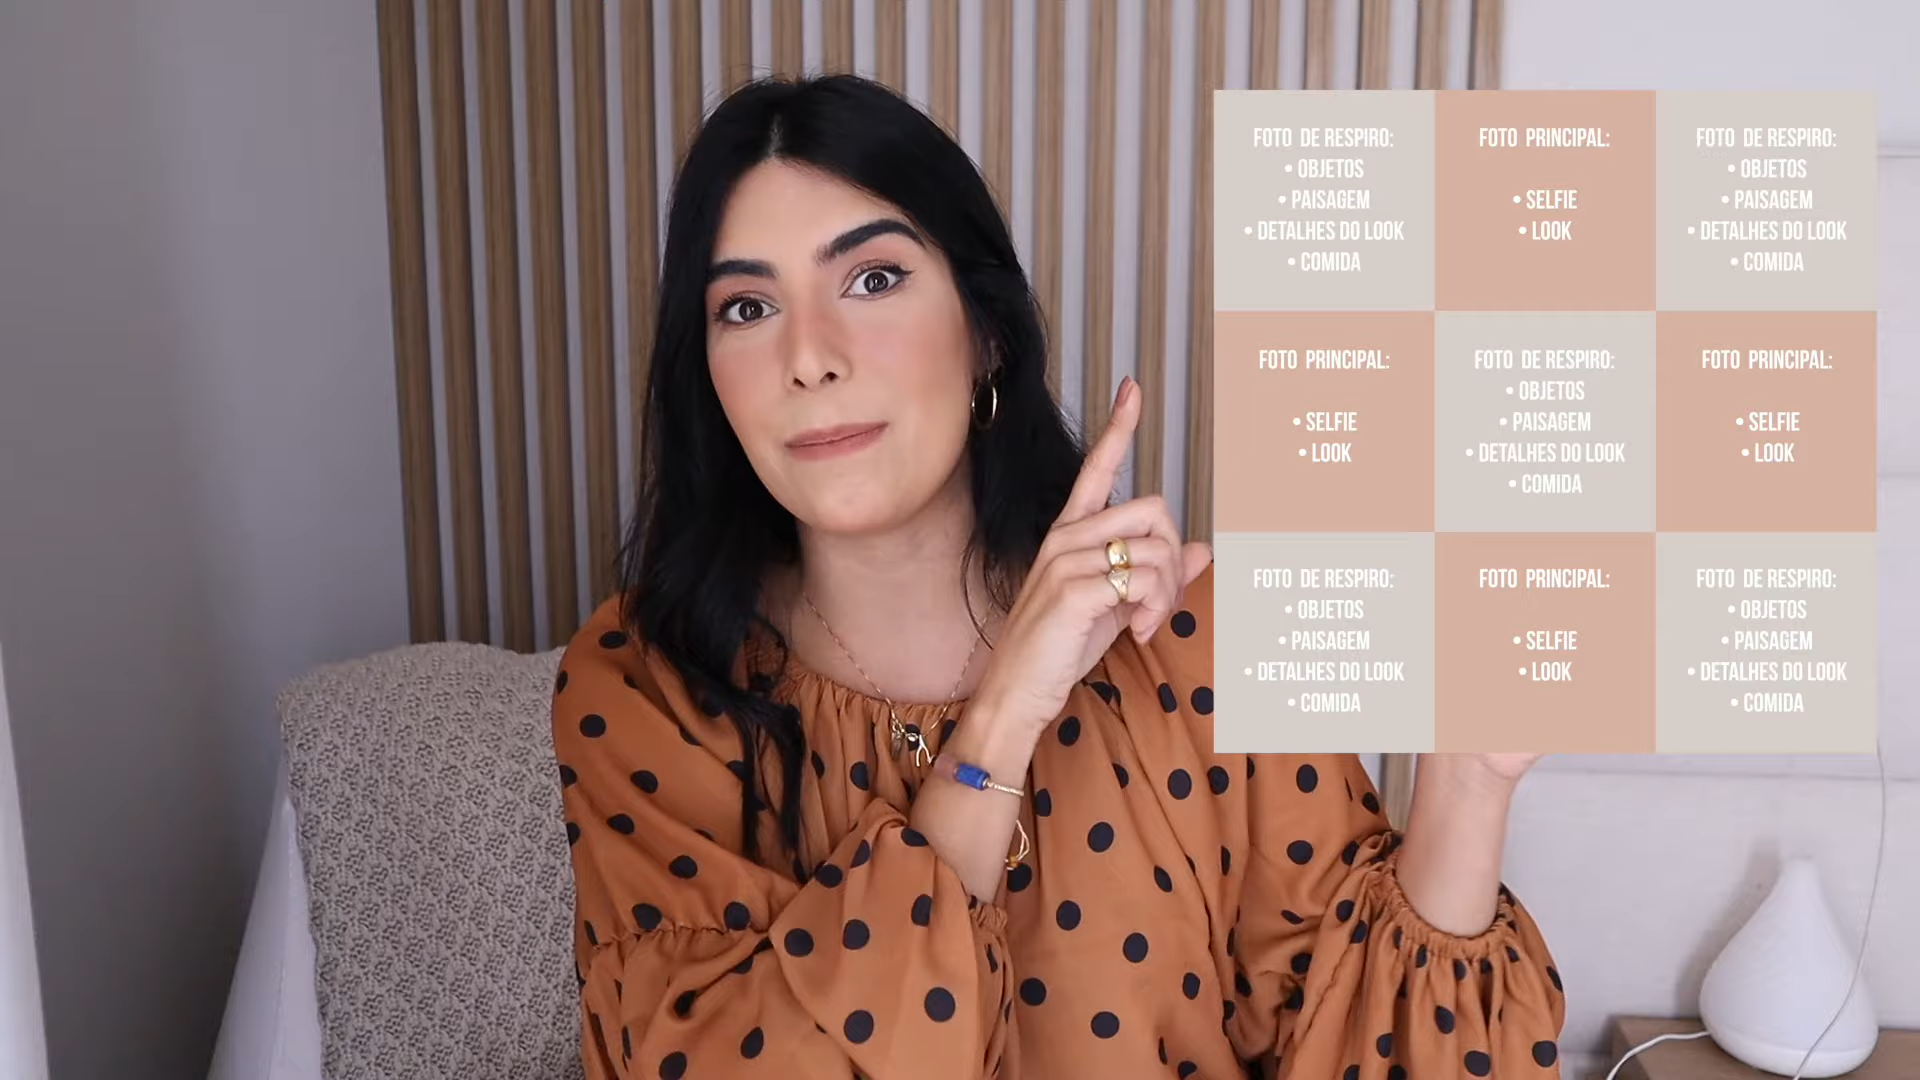 FOTO DE RESPIRO:
• OBJETOS
• PAISAGEM
• DETALHES DO LOOK
• COMIDA
FOTO PRINCIPAL:
• SELFIE
• LOOK
FOTO DE RESPIRO:
• OBJETOS
• PAISAGEM
• DETALHES DO LOOK
• COMIDA
FOTO PRINCIPAL:
• SELFIE
• LOOK
FOTO DE RESPIRO:
• OBJETOS
• PAISAGEM
• DETALHES DO LOOK
• COMIDA
FOTO PRINCIPAL:
• SELFIE
• LOOK
FOTO DE RESPIRO:
• OBJETOS
• PAISAGEM
• DETALHES DO LOOK
• COMIDA
FOTO PRINCIPAL:
• SELFIE
• LOOK
FOTO DE RESPIRO:
• OBJETOS
• PAISAGEM
• DETALHES DO LOOK
• COMIDA